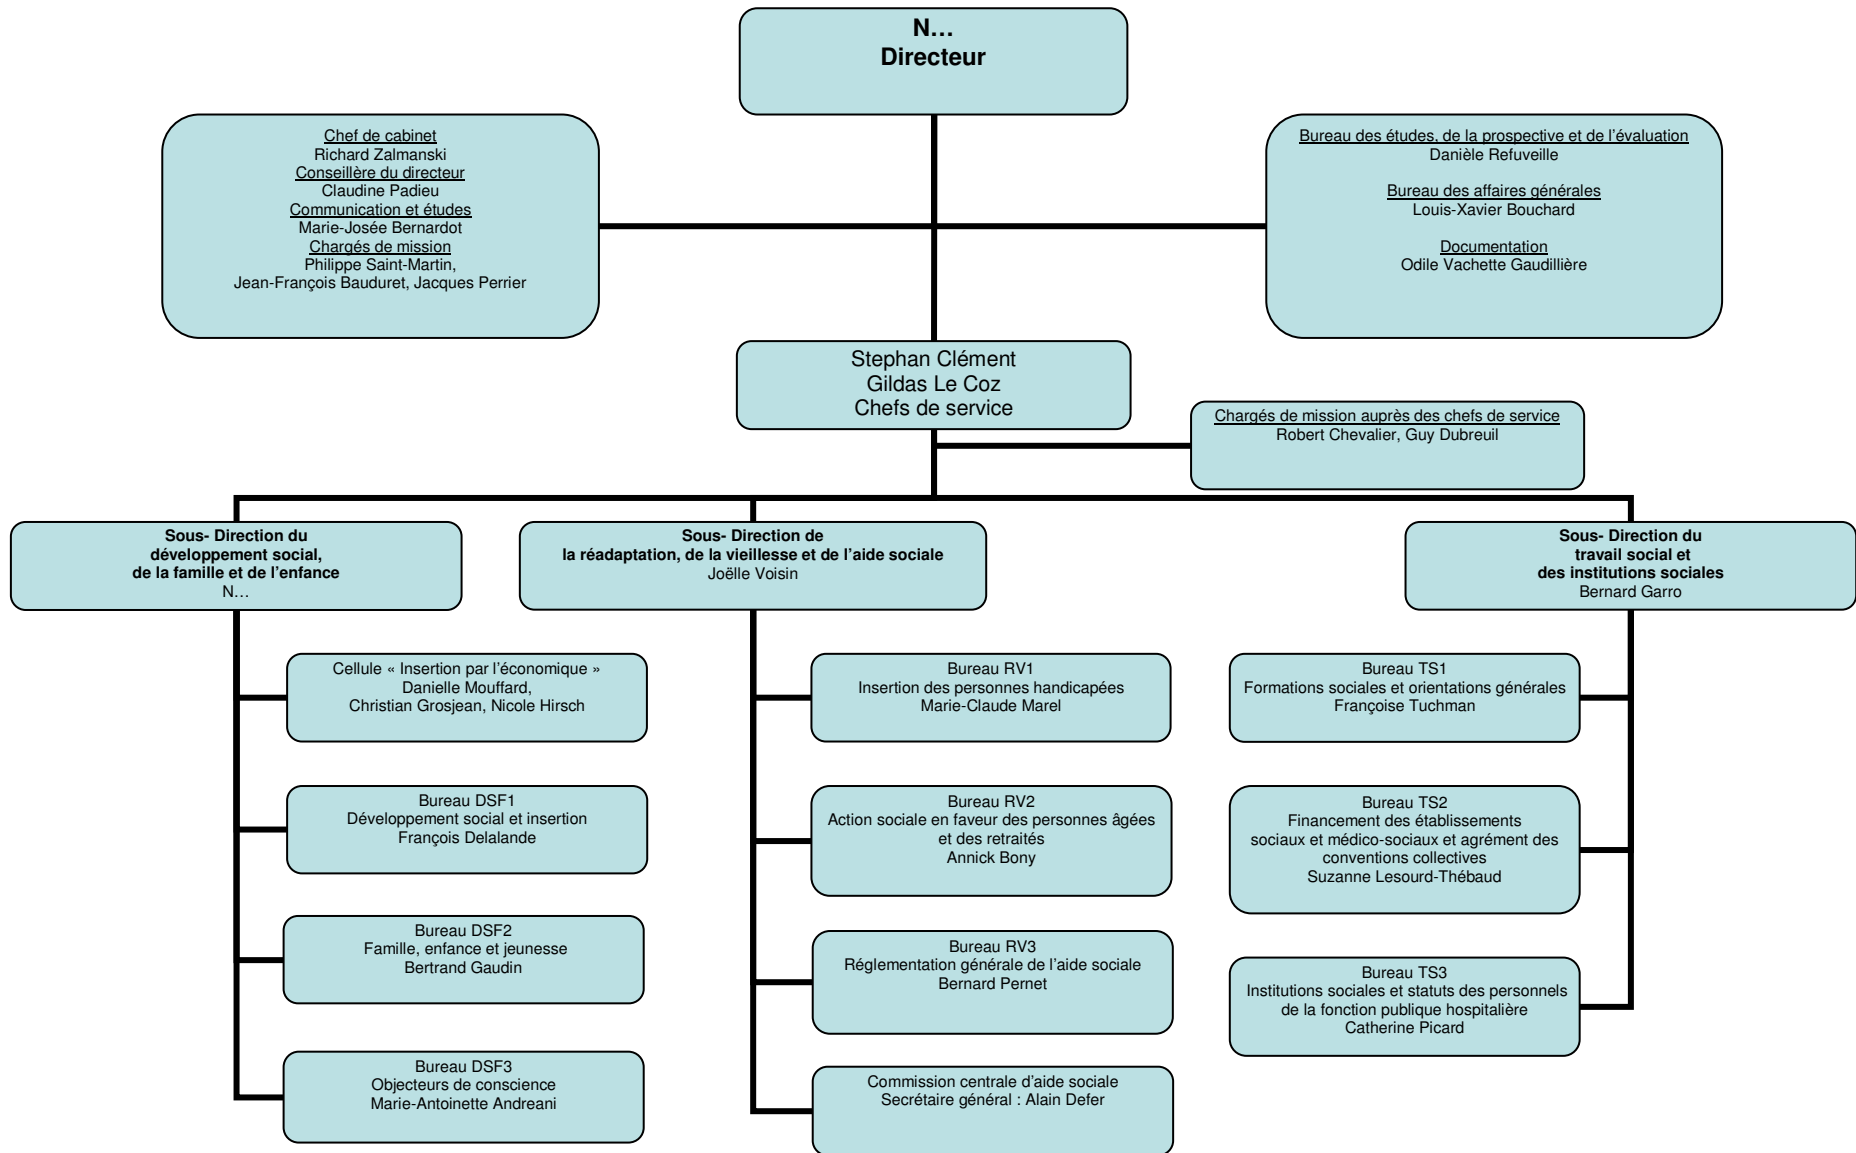 N…
Directeur
Chef de cabinet
Richard Zalmanski
Conseillère du directeur
Claudine Padieu
Communication et études
Marie-Josée Bernardot
Chargés de mission
Philippe Saint-Martin,
Jean-François Bauduret, Jacques Perrier
Bureau des études, de la prospective et de l’évaluation
Danièle Refuveille
Bureau des affaires générales
Louis-Xavier Bouchard
Documentation
Odile Vachette Gaudillière
Stephan Clément
Gildas Le Coz
Chefs de service
Chargés de mission auprès des chefs de service
Robert Chevalier, Guy Dubreuil
Sous- Direction du
développement social,
de la famille et de l’enfance
N…
Sous- Direction de
la réadaptation, de la vieillesse et de l’aide sociale
Joëlle Voisin
Sous- Direction du
travail social et
des institutions sociales
Bernard Garro
Cellule « Insertion par l’économique »
Danielle Mouffard,
Christian Grosjean, Nicole Hirsch
Bureau DSF1
Développement social et insertion
François Delalande
Bureau DSF2
Famille, enfance et jeunesse
Bertrand Gaudin
Bureau DSF3
Objecteurs de conscience
Marie-Antoinette Andreani
Bureau RV1
Insertion des personnes handicapées
Marie-Claude Marel
Bureau RV2
Action sociale en faveur des personnes âgées
et des retraités
Annick Bony
Bureau RV3
Réglementation générale de l’aide sociale
Bernard Pernet
Commission centrale d’aide sociale
Secrétaire général : Alain Defer
Bureau TS1
Formations sociales et orientations générales
Françoise Tuchman
Bureau TS2
Financement des établissements
sociaux et médico-sociaux et agrément des
conventions collectives
Suzanne Lesourd-Thébaud
Bureau TS3
Institutions sociales et statuts des personnels
de la fonction publique hospitalière
Catherine Picard